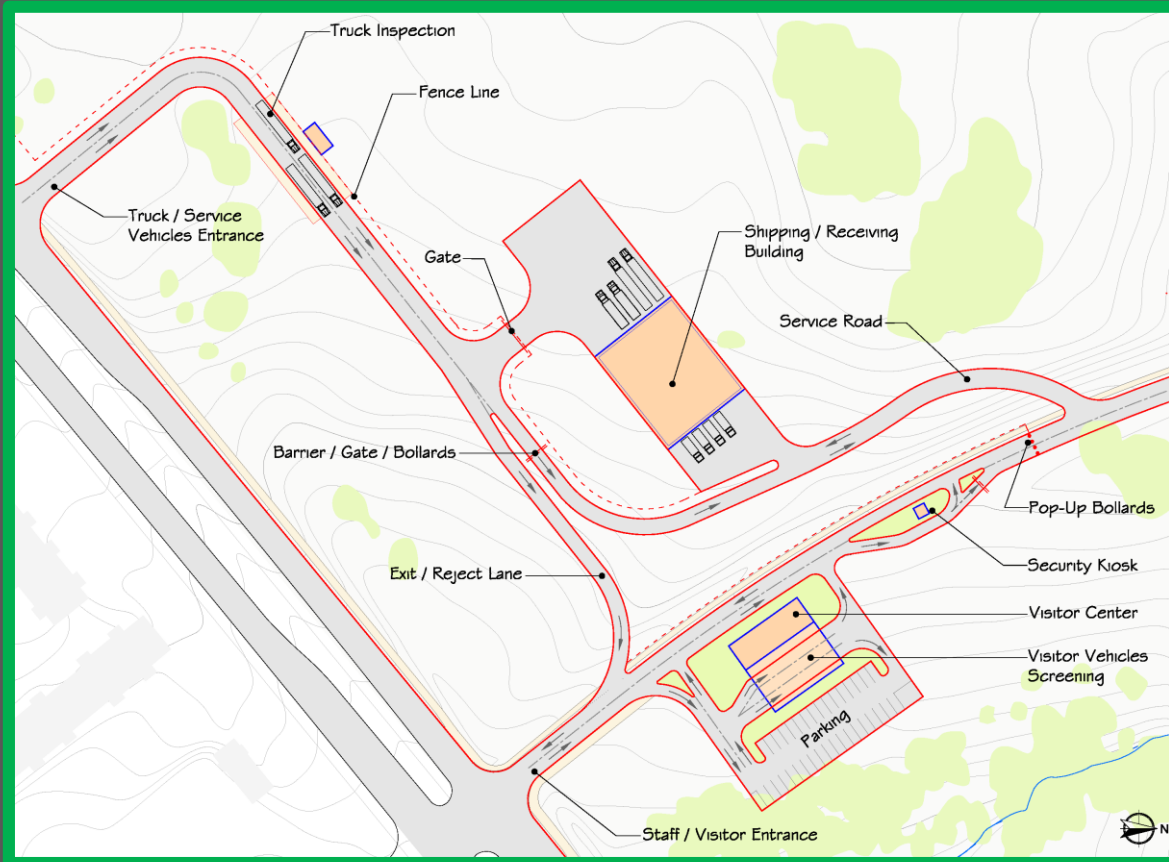 Truck Inspection
Fence Line
Truck / Service
Vehicles Entrance
Gate
Shipping / Receiving
Building
Service Road
Barrier / Gate / Bollards
Pop-Up Bollards
Exit / Reject Lane
Security Kiosk
Visitor Center
Visitor Vehicles
Screening
Parking
Staff / Visitor Entrance
N